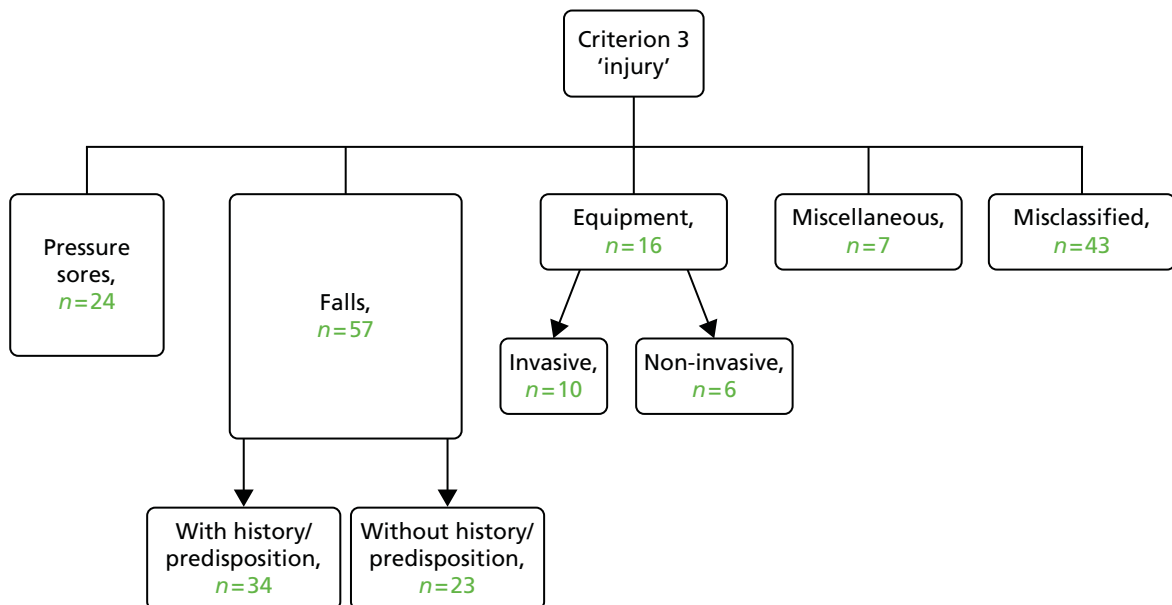 Criterion 3
‘injury’
Pressure
sores,
n=24
Falls,
n=57
Equipment,
n=16
Miscellaneous,
n=7
Misclassified,
n=43
Invasive,
n=10
Non-invasive,
n=6
With history/
predisposition,
n=34
Without history/
predisposition,
n=23